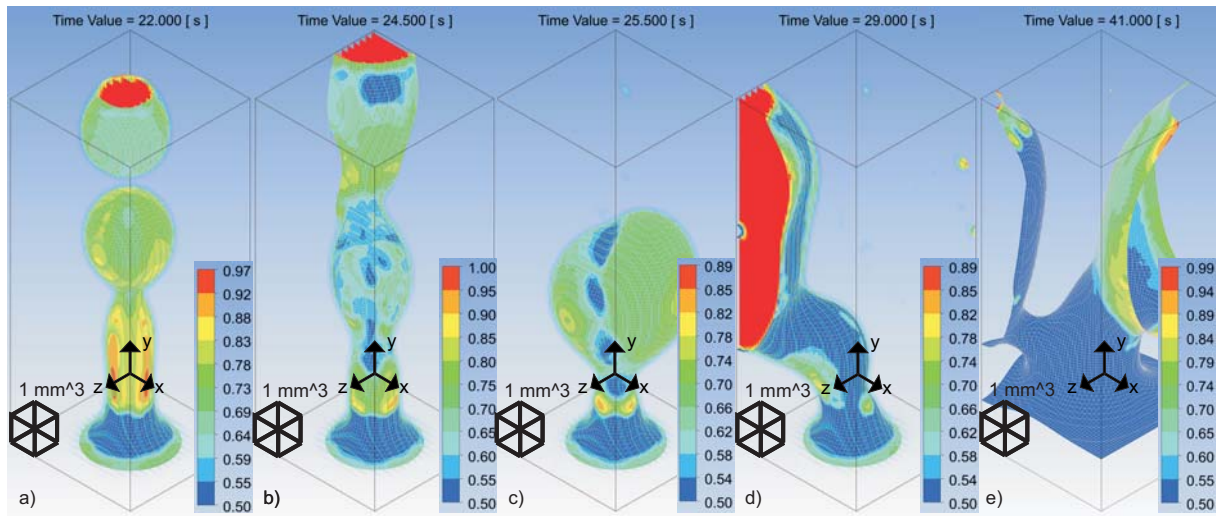 Time Value = 22.000 [ s ]
0.97
0.92
0.88
0.83
0.78
0.73
0.69
0.64
0.59
0.55
0.50
y
z
x
1 mm^3
a)
Time Value = 24.500 [ s ]
1.00
0.95
0.90
0.85
0.80
0.75
0.70
0.65
0.60
0.55
0.50
y
z
x
1 mm^3
b)
Time Value = 25.500 [ s ]
0.89
0.85
0.82
0.78
0.74
0.70
0.66
0.62
0.58
0.54
0.50
y
z
x
1 mm^3
c)
Time Value = 29.000 [ s ]
0.89
0.85
0.82
0.78
0.74
0.70
0.66
0.62
0.58
0.54
0.50
y
z
x
1 mm^3
d)
Time Value = 41.000 [ s ]
0.99
0.94
0.89
0.84
0.79
0.74
0.70
0.65
0.60
0.55
0.50
y
z
x
1 mm^3
e)